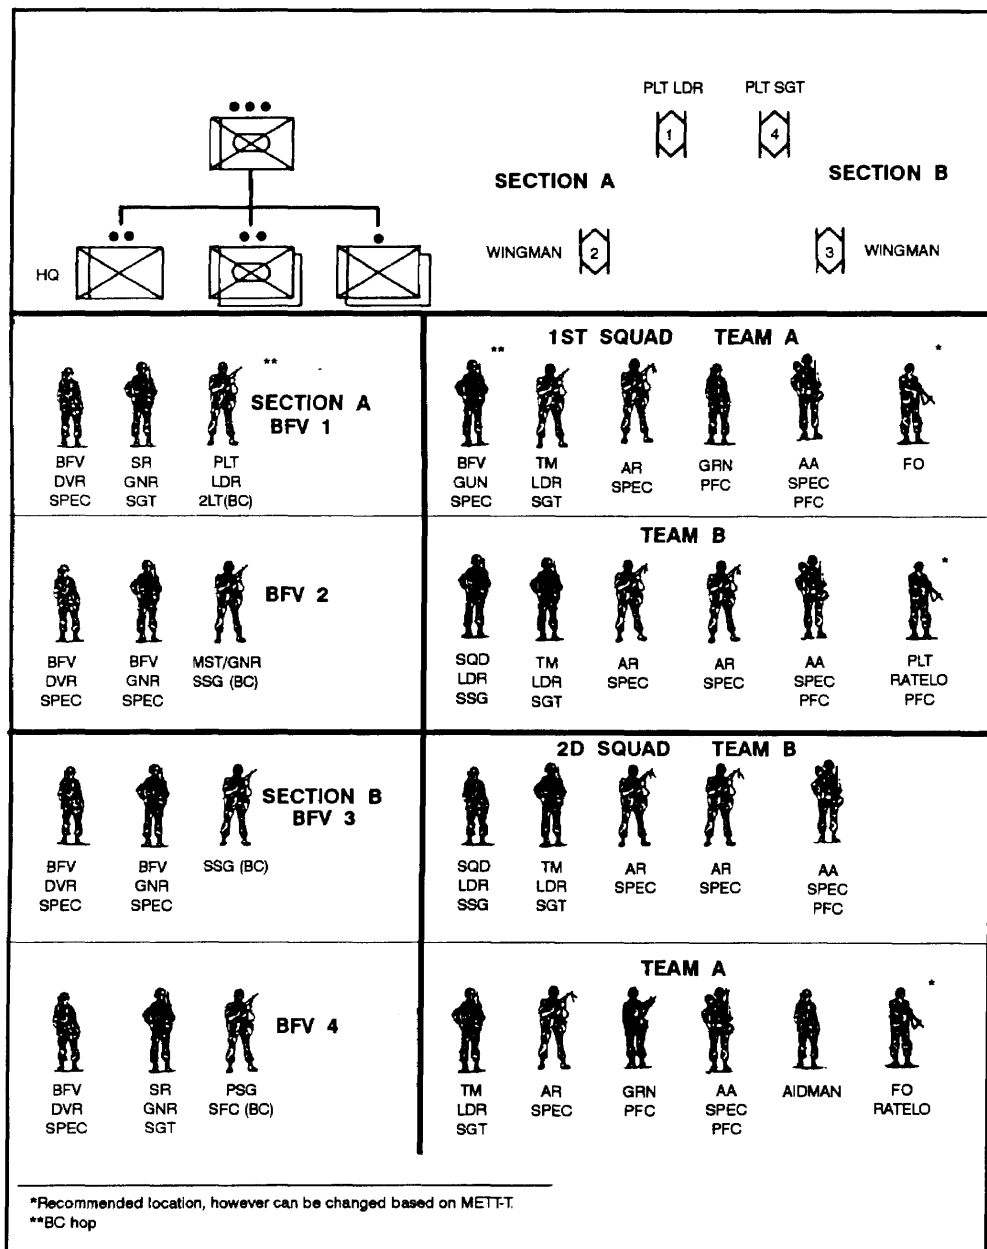 PLT LDR PLT SGT
1 4
SECTION A SECTION B
HQ WINGMAN 2 3 WINGMAN
1ST SQUAD TEAM A
** ** *
SECTION A
BFV 1
BFV SR PLT BFV TM AR GRN AA FO
DVR GNR LDR GUN LDR SPEC PFC SPEC
SPEC SGT 2LT(BC) SPEC SGT PFC
TEAM B
*
BFV 2
BFV BFV MST/GNR SQD TM AR AR AA PLT
DVR GNR SSG (BC) LDR LDR SPEC SPEC SPEC RATELO
SPEC SPEC SSG SGT PFC PFC
2D SQUAD TEAM B
SECTION B
BFV 3
BFV BFV SSG (BC) SQD TM AR AR AA
DVR GNR LDR LDR SPEC SPEC SPEC
SPEC SPEC SSG SGT PFC
TEAM A
*
BFV 4
BFV SR PSG TM AR GRN AA AIDMAN FO
DVR GNR SFC (BC) LDR SPEC PFC SPEC RATELO
SPEC SGT SGT PFC
*Recommended location, however can be changed based on METT-T.
**BC hop